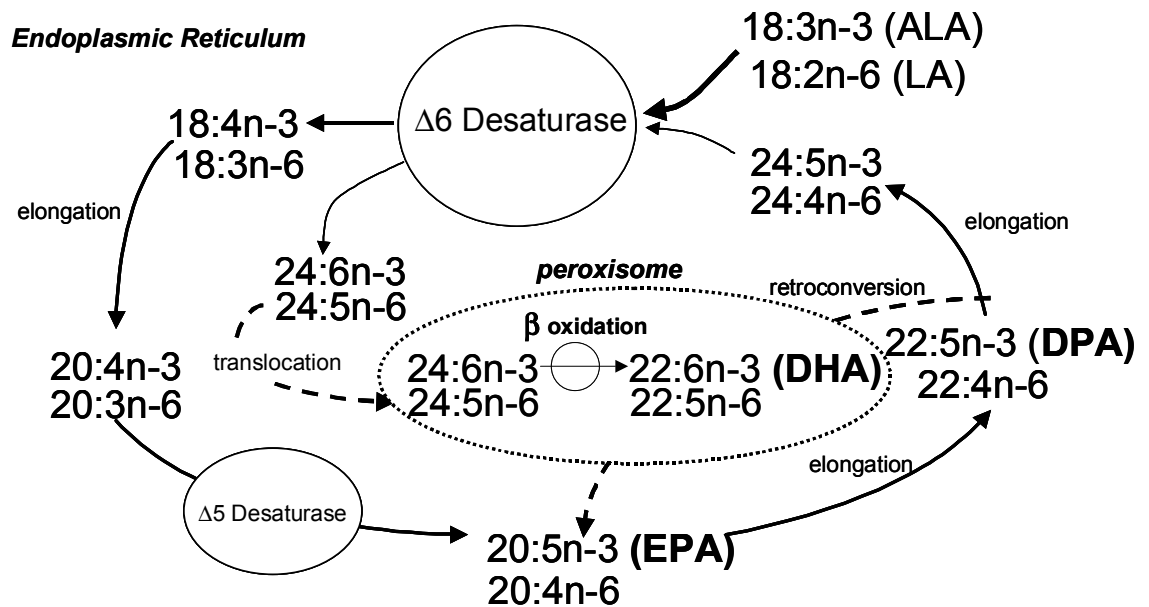 Endoplasmic Reticulum
18:3n-3 (ALA)
18:2n-6 (LA)
Δ6 Desaturase
18:4n-3
18:3n-6
24:5n-3
24:4n-6
elongation
elongation
24:6n-3
24:5n-6
peroxisome
retroconversion
β oxidation
translocation
22:5n-3 (DPA)
22:4n-6
20:4n-3
20:3n-6
24:6n-3
24:5n-6
22:6n-3 (DHA)
22:5n-6
elongation
Δ5 Desaturase
20:5n-3 (EPA)
20:4n-6